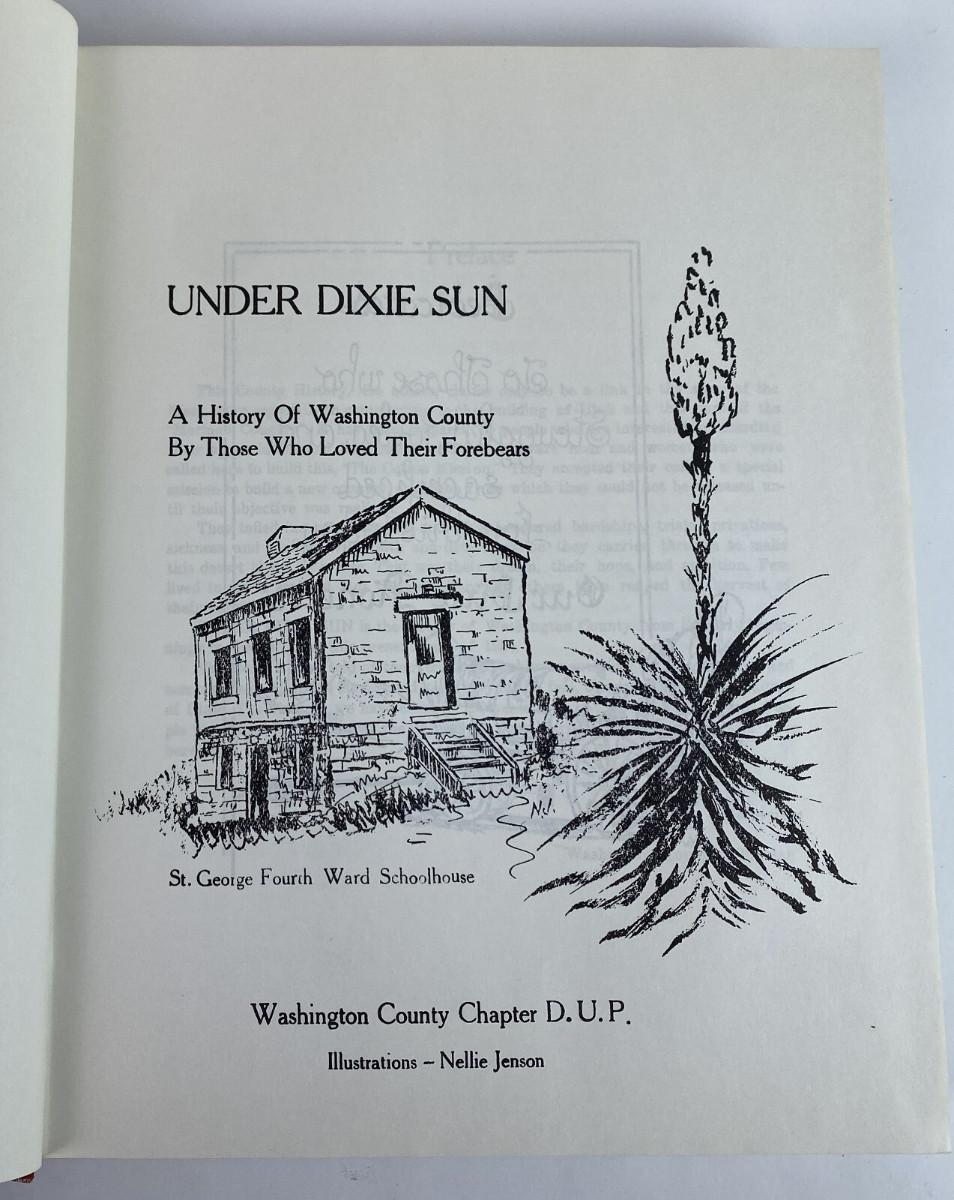 UNDER DIXIE SUN
A History Of Washington County
By Those Who Loved Their Forebears
N.J.
St. George Fourth Ward Schoolhouse
Washington County Chapter D.U.P.
Illustrations – Nellie Jenson